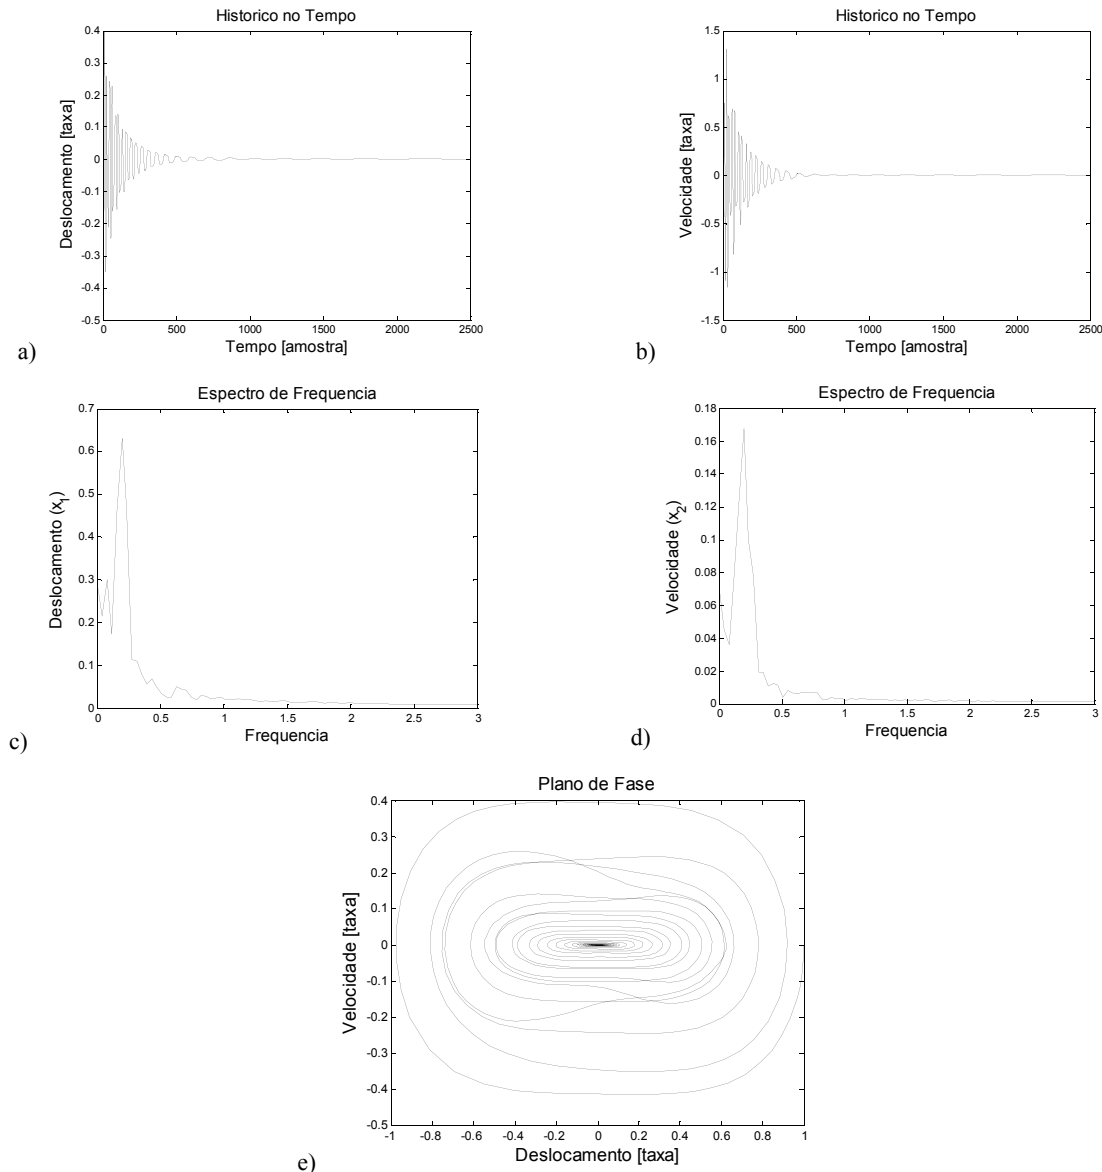 Historico no Tempo
Deslocamento [taxa]
0.4
0.3
0.2
0.1
0
-0.1
-0.2
-0.3
-0.4
-0.5
0 500 1000 1500 2000 2500
Tempo [amostra]
a)
Historico no Tempo
Velocidade [taxa]
1.5
1
0.5
0
-0.5
-1
-1.5
0 500 1000 1500 2000 2500
Tempo [amostra]
b)
Espectro de Frequencia
Deslocamento (x1)
0.7
0.6
0.5
0.4
0.3
0.2
0.1
0
0 0.5 1 1.5 2 2.5 3
Frequencia
c)
Espectro de Frequencia
Velocidade (x2)
0.18
0.16
0.14
0.12
0.1
0.08
0.06
0.04
0.02
0
0 0.5 1 1.5 2 2.5 3
Frequencia
d)
Plano de Fase
Velocidade [taxa]
0.4
0.3
0.2
0.1
0
-0.1
-0.2
-0.3
-0.4
-0.5
-1 -0.8 -0.6 -0.4 -0.2 0 0.2 0.4 0.6 0.8 1
Deslocamento [taxa]
e)